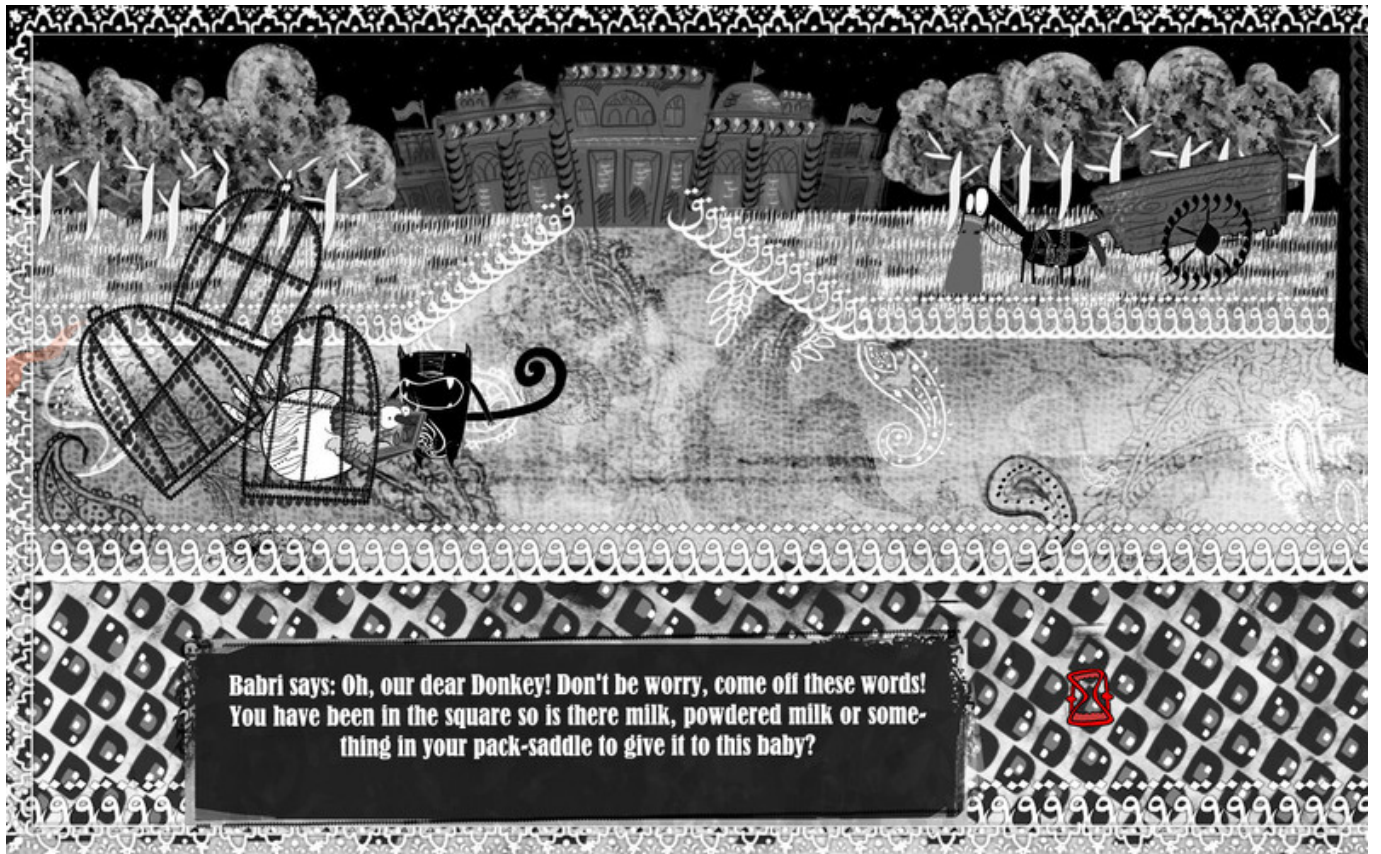 Babri says: Oh, our dear Donkey! Don't be worry, come off these words!
You have been in the square so is there milk, powdered milk or some-
thing in your pack-saddle to give it to this baby?